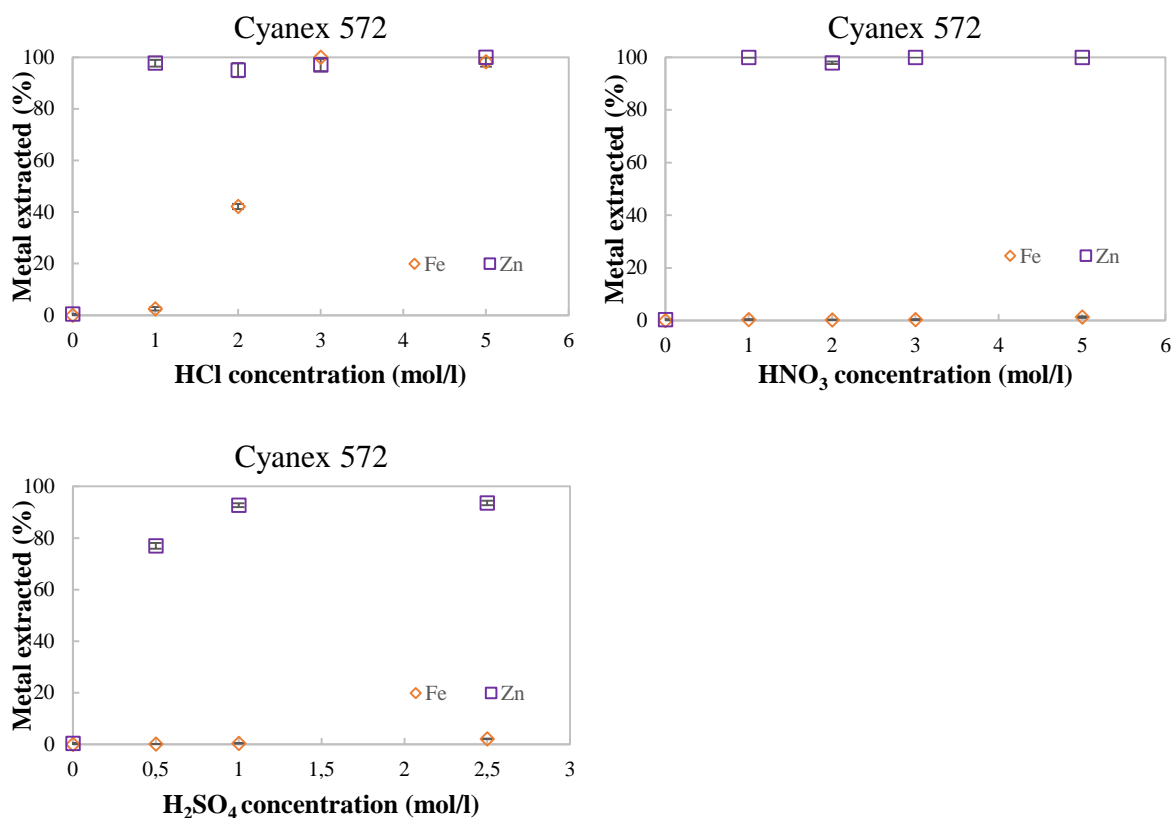 Cyanex 572
100
80
60
40
20
0
Metal extracted (%)
Fe Zn
0 1 2 3 4 5 6
HCl concentration (mol/l)
Cyanex 572
100
80
60
40
20
0
Metal extracted (%)
Fe Zn
0 1 2 3 4 5 6
HNO₃ concentration (mol/l)
Cyanex 572
100
80
60
40
20
0
Metal extracted (%)
Fe Zn
0 0,5 1 1,5 2 2,5 3
H₂SO₄ concentration (mol/l)